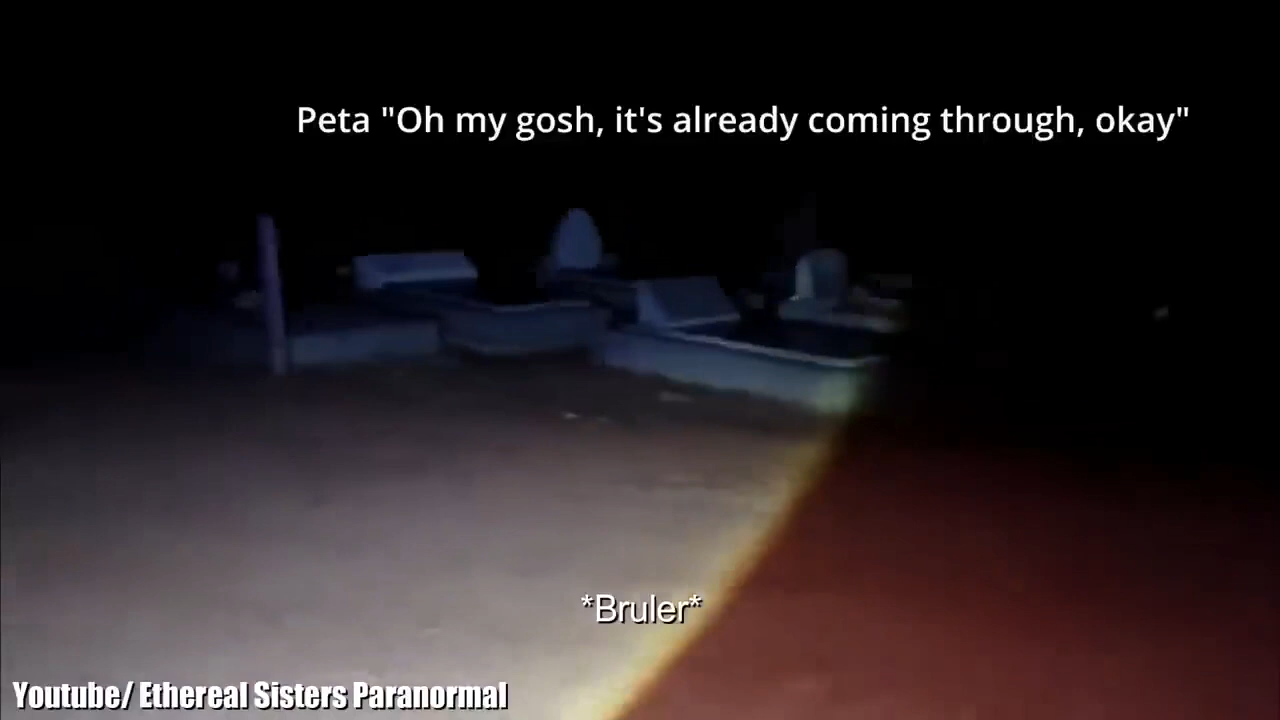 Peta "Oh my gosh, it's already coming through, okay"
*Bruler*
Youtube/ Ethereal Sisters Paranormal